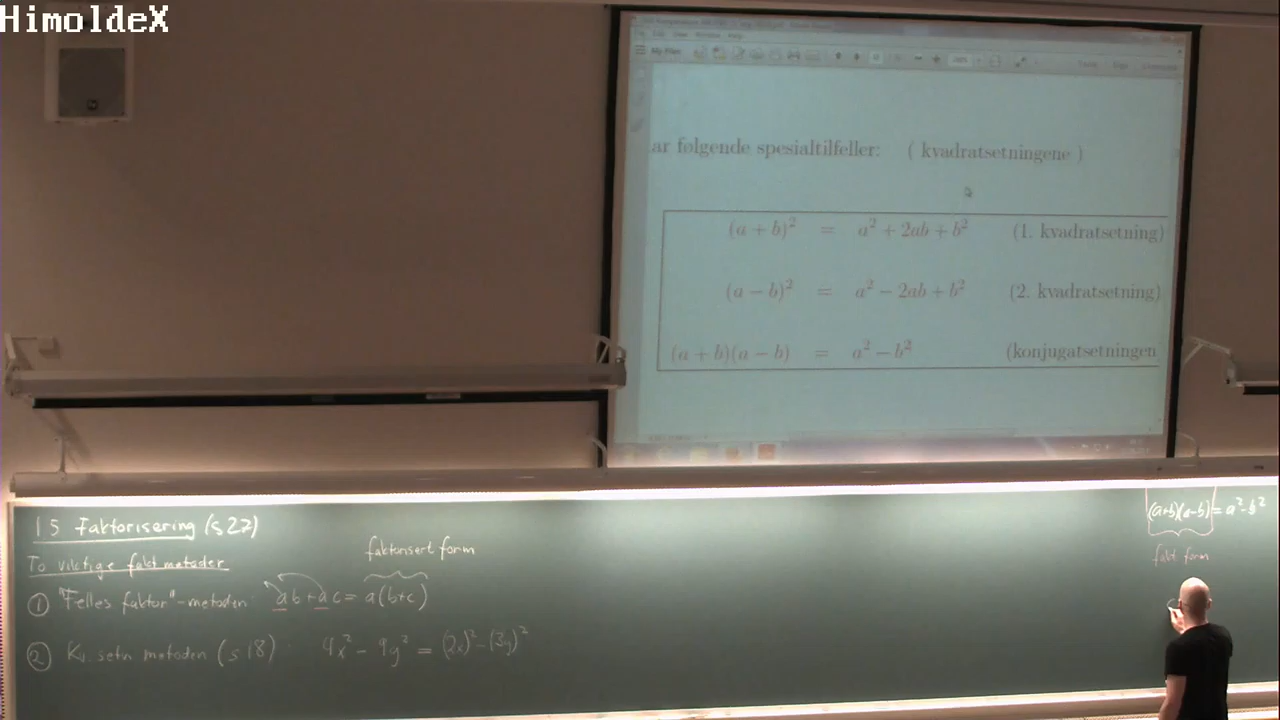 HimoldeX
My Files
ar følgende spesialtilfeller: ( kvadratsetningene )
(a + b)² = a² + 2ab + b² (1. kvadratsetning)
(a − b)² = a² − 2ab + b² (2. kvadratsetning)
(a + b)(a − b) = a² − b² (konjugatsetningen
1.5 Faktorisering (s 27)
To viktige fakt metoder
faktorisert form
① "Felles faktor"-metoden ab+ac = a(b+c)
② Kv. setn metoden (s 18) : 4x² − 9y² = (2x)² − (3y)²
(a+b)(a-b) = a²-b²
fakt form